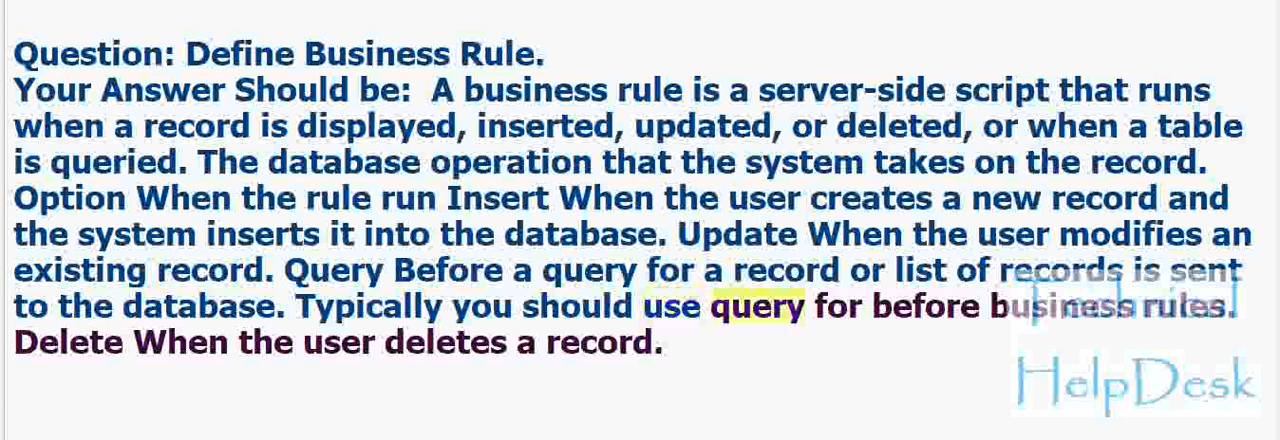 Question: Define Business Rule.
Your Answer Should be:  A business rule is a server-side script that runs
when a record is displayed, inserted, updated, or deleted, or when a table
is queried. The database operation that the system takes on the record.
Option When the rule run Insert When the user creates a new record and
the system inserts it into the database. Update When the user modifies an
existing record. Query Before a query for a record or list of records is sent
to the database. Typically you should use query for before business rules.
Delete When the user deletes a record.
Technical
HelpDesk